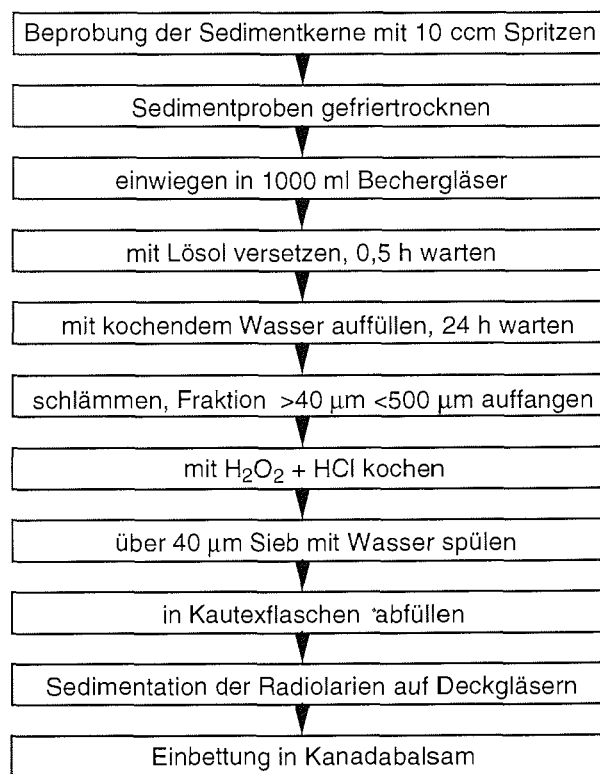 Beprobung der Sedimentkerne mit 10 ccm Spritzen
Sedimentproben gefriertrocknen
einwiegen in 1000 ml Bechergläser
mit Lösol versetzen, 0,5 h warten
mit kochendem Wasser auffüllen, 24 h warten
schlämmen, Fraktion >40 µm <500 µm auffangen
mit H₂O₂ + HCl kochen
über 40 µm Sieb mit Wasser spülen
in Kautexflaschen abfüllen
Sedimentation der Radiolarien auf Deckgläsern
Einbettung in Kanadabalsam